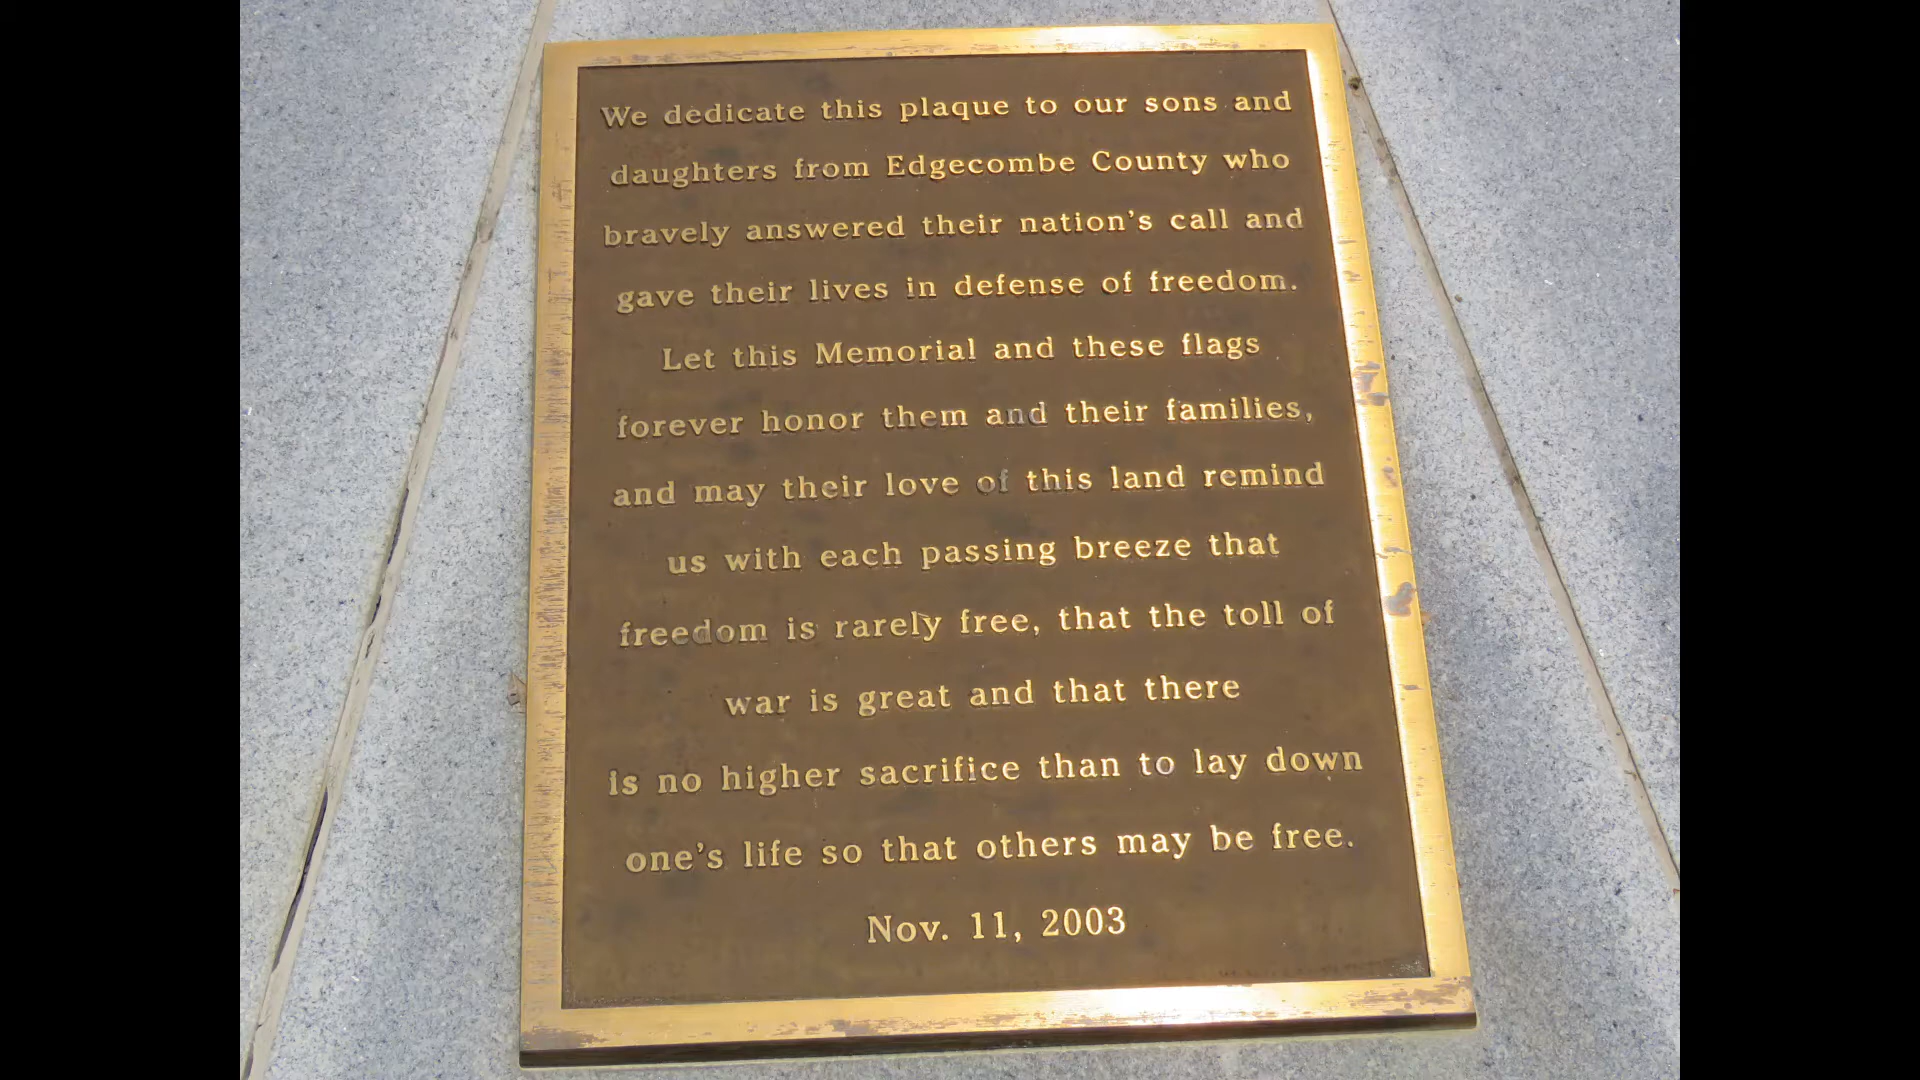 We dedicate this plaque to our sons and
daughters from Edgecombe County who
bravely answered their nation's call and
gave their lives in defense of freedom.
Let this Memorial and these flags
forever honor them and their families,
and may their love of this land remind
us with each passing breeze that
freedom is rarely free, that the toll of
war is great and that there
is no higher sacrifice than to lay down
one's life so that others may be free.
Nov. 11, 2003